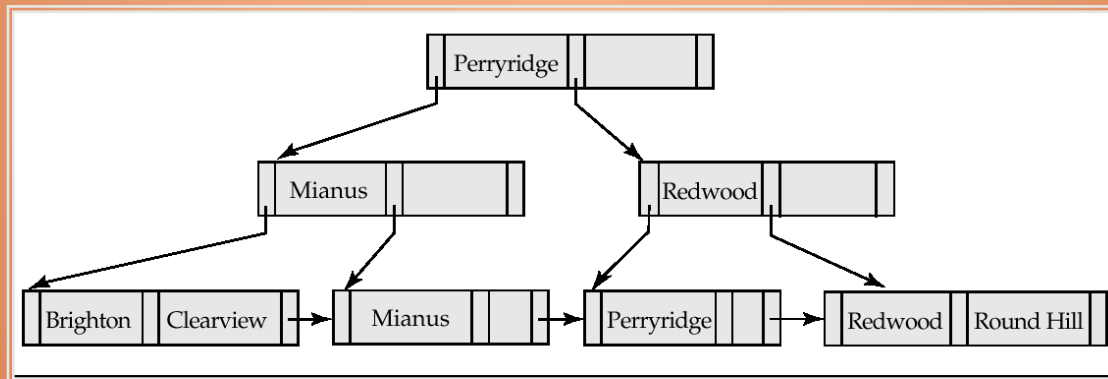 Perryridge
Mianus
Redwood
Brighton Clearview
Mianus
Perryridge
Redwood Round Hill